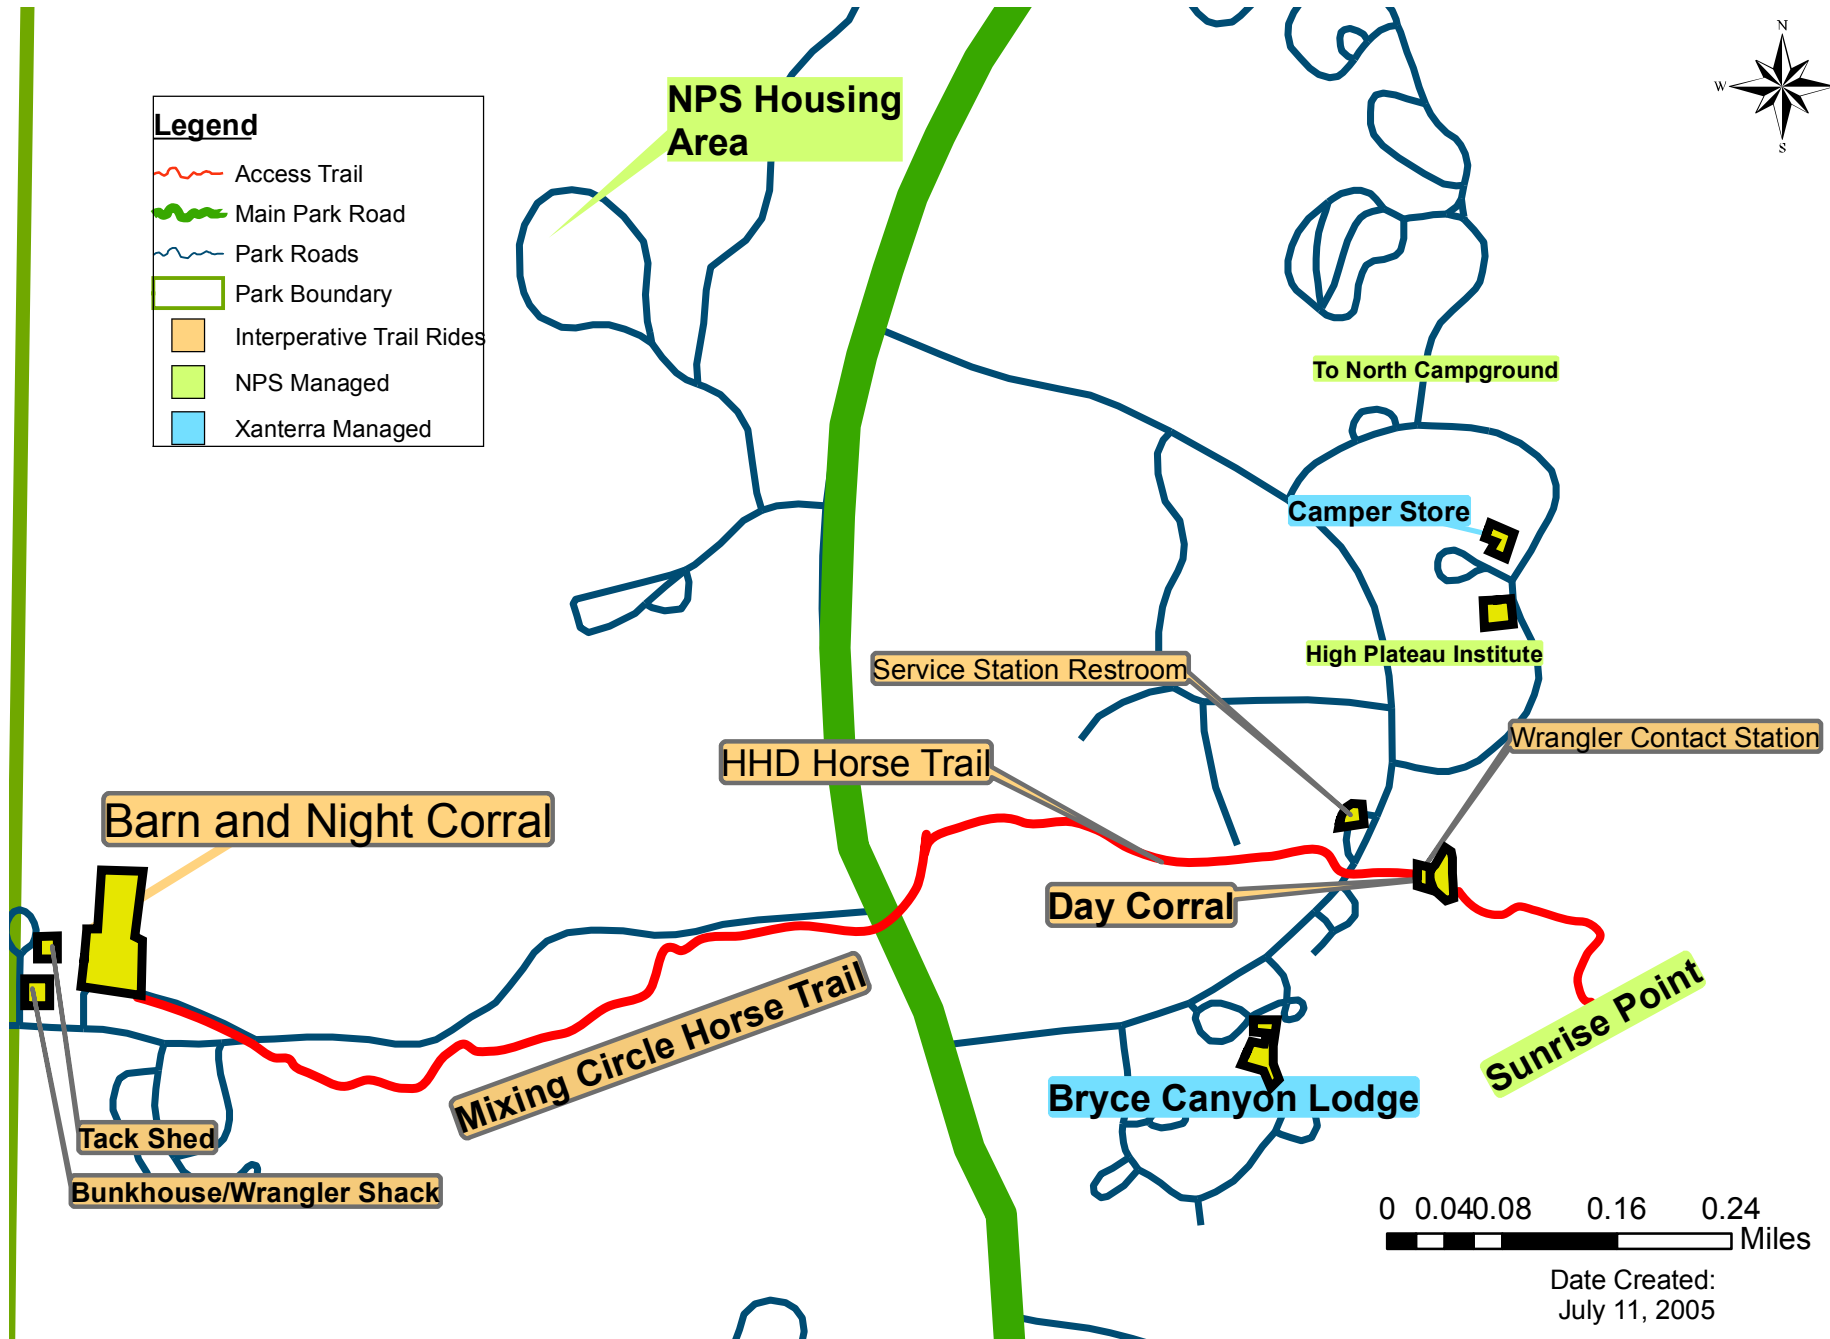 N
W
S
NPS Housing
Area
Legend
Access Trail
Main Park Road
Park Roads
Park Boundary
Interperative Trail Rides
NPS Managed
Xanterra Managed
To North Campground
Camper Store
High Plateau Institute
Service Station Restroom
Wrangler Contact Station
HHD Horse Trail
Barn and Night Corral
Day Corral
Mixing Circle Horse Trail
Sunrise Point
Bryce Canyon Lodge
Tack Shed
Bunkhouse/Wrangler Shack
0 0.04 0.08 0.16 0.24
Miles
Date Created:
July 11, 2005